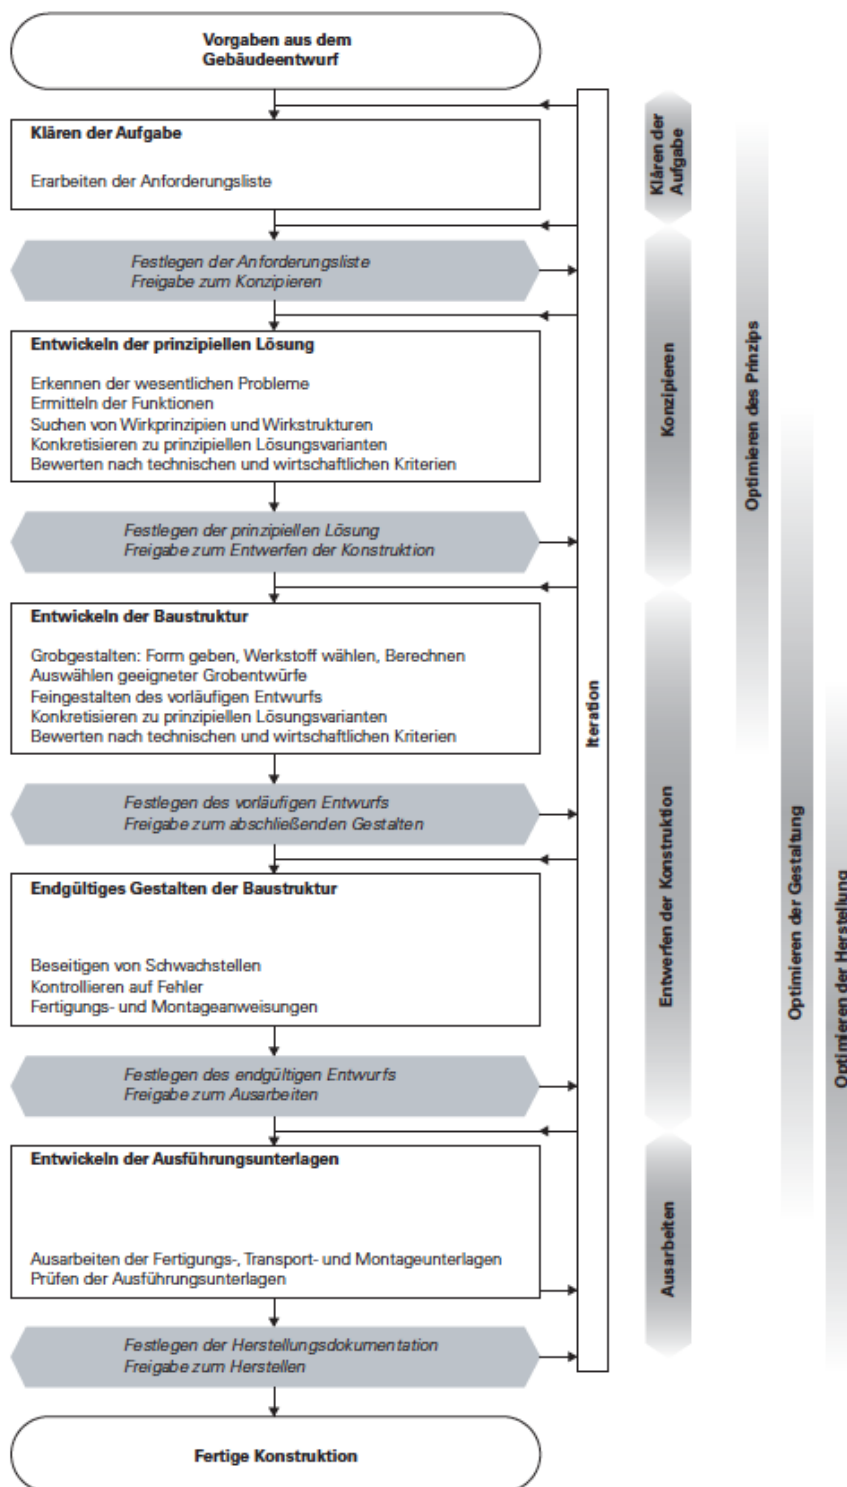 Vorgaben aus dem
Gebäudeentwurf
Klären der Aufgabe
Erarbeiten der Anforderungsliste
Festlegen der Anforderungsliste
Freigabe zum Konzipieren
Entwickeln der prinzipiellen Lösung
Erkennen der wesentlichen Probleme
Ermitteln der Funktionen
Suchen von Wirkprinzipien und Wirkstrukturen
Konkretisieren zu prinzipiellen Lösungsvarianten
Bewerten nach technischen und wirtschaftlichen Kriterien
Festlegen der prinzipiellen Lösung
Freigabe zum Entwerfen der Konstruktion
Entwickeln der Baustruktur
Grobgestalten: Form geben, Werkstoff wählen, Berechnen
Auswählen geeigneter Grobentwürfe
Feingestalten des vorläufigen Entwurfs
Konkretisieren zu prinzipiellen Lösungsvarianten
Bewerten nach technischen und wirtschaftlichen Kriterien
Festlegen des vorläufigen Entwurfs
Freigabe zum abschließenden Gestalten
Endgültiges Gestalten der Baustruktur
Beseitigen von Schwachstellen
Kontrollieren auf Fehler
Fertigungs- und Montageanweisungen
Festlegen des endgültigen Entwurfs
Freigabe zum Ausarbeiten
Entwickeln der Ausführungsunterlagen
Ausarbeiten der Fertigungs-, Transport- und Montageunterlagen
Prüfen der Ausführungsunterlagen
Festlegen der Herstellungsdokumentation
Freigabe zum Herstellen
Fertige Konstruktion
Iteration
Klären der
Aufgabe
Konzipieren
Entwerfen der Konstruktion
Ausarbeiten
Optimieren des Prinzips
Optimieren der Gestaltung
Optimieren der Herstellung